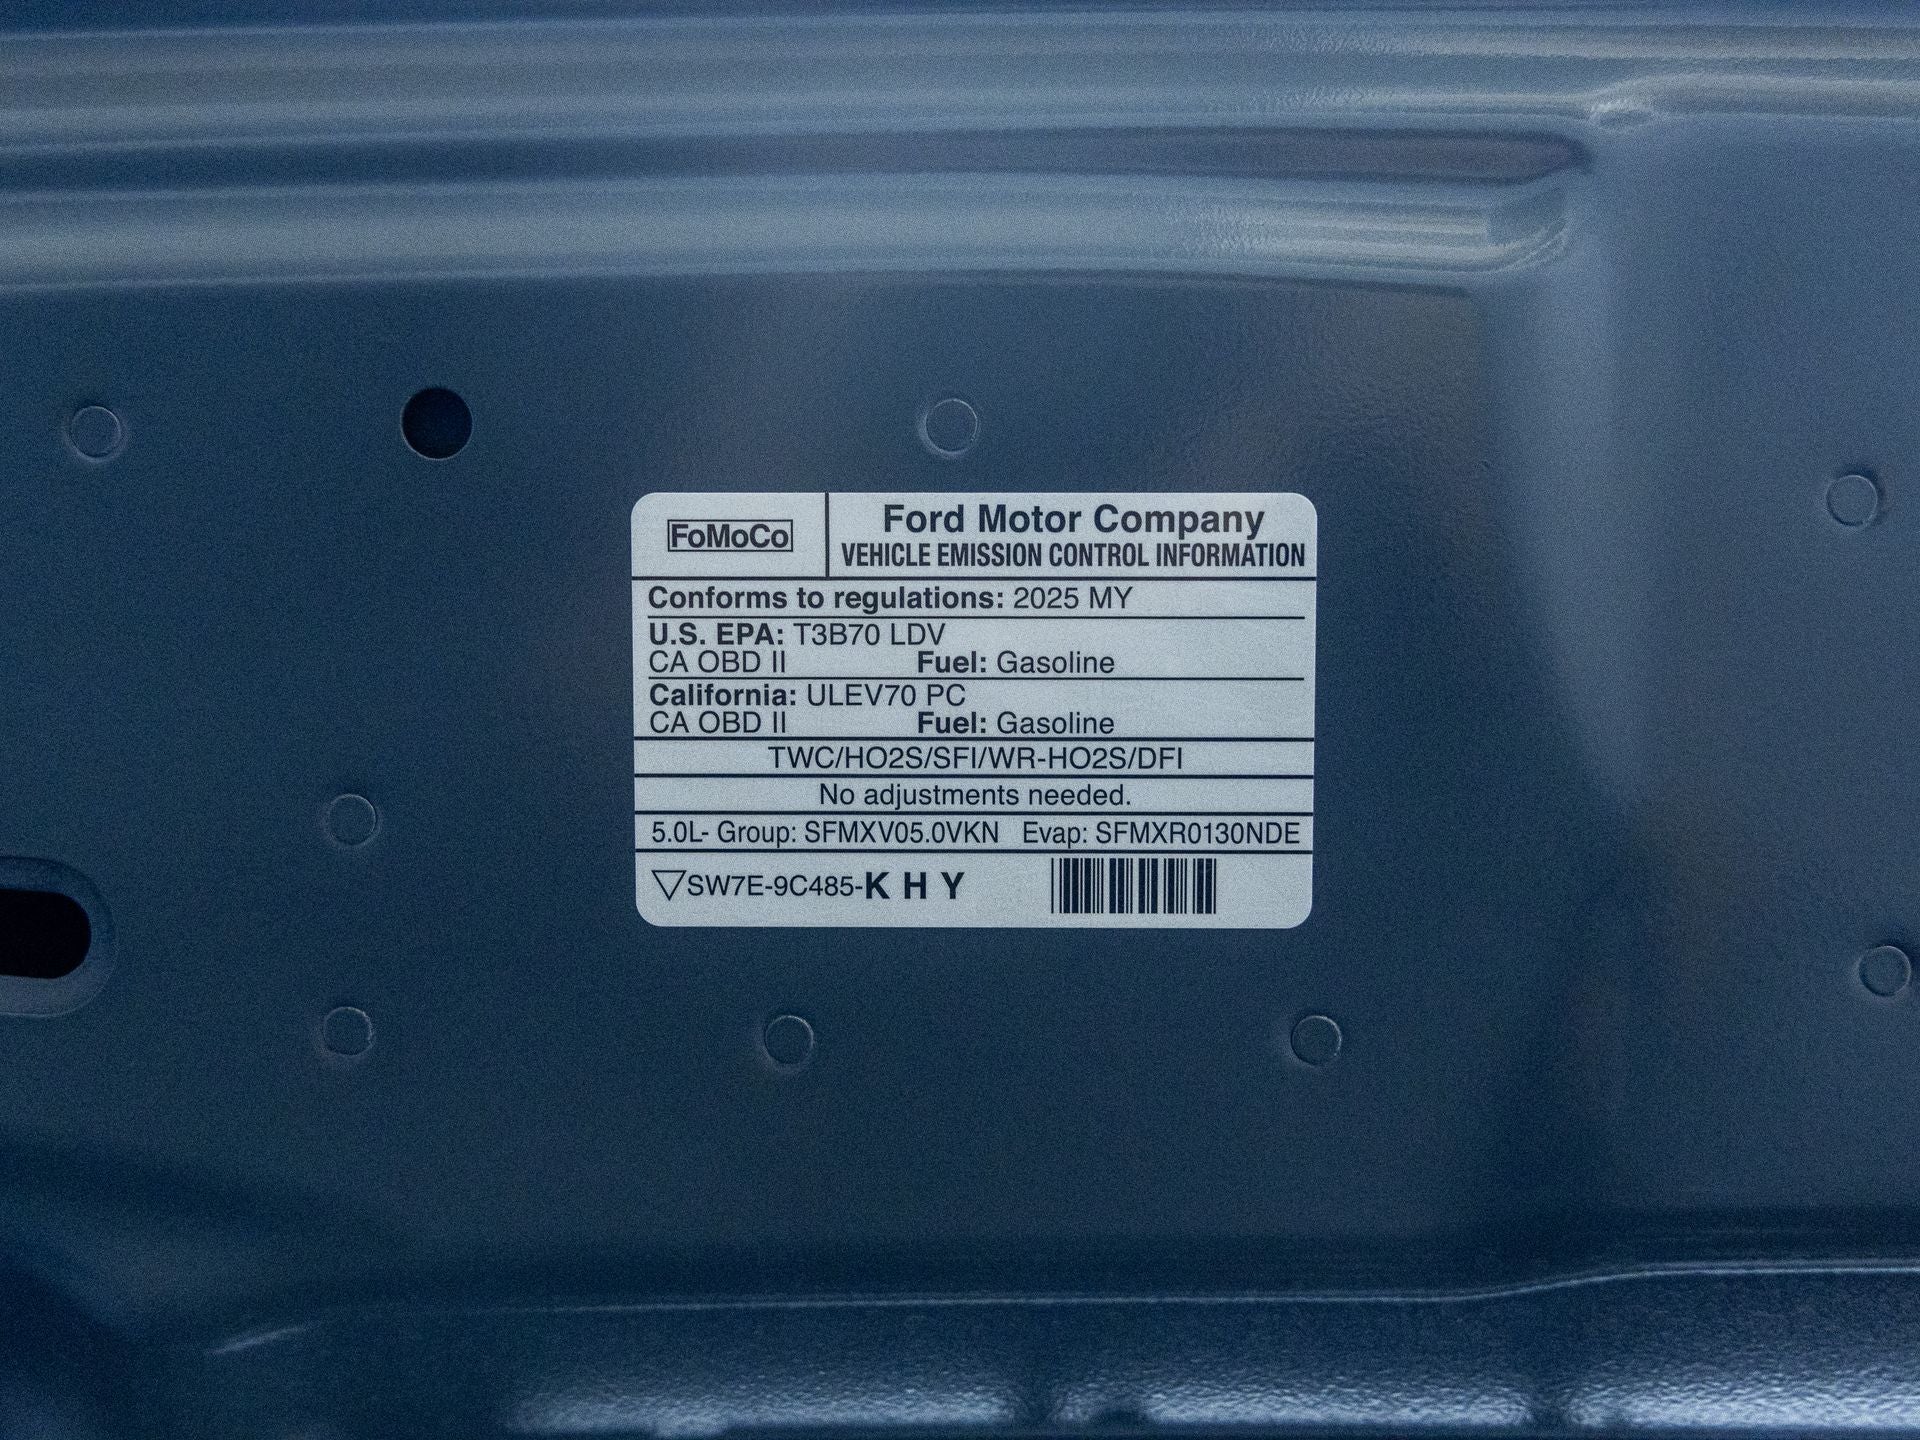 FoMoCo
Ford Motor Company
VEHICLE EMISSION CONTROL INFORMATION
Conforms to regulations: 2025 MY
U.S. EPA: T3B70 LDV
CA OBD II Fuel: Gasoline
California: ULEV70 PC
CA OBD II Fuel: Gasoline
TWC/HO2S/SFI/WR-HO2S/DFI
No adjustments needed.
5.0L- Group: SFMXV05.0VKN Evap: SFMXR0130NDE
SW7E-9C485-K H Y